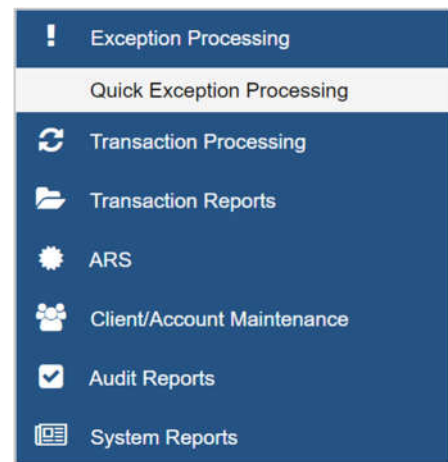 Exception Processing
Quick Exception Processing
Transaction Processing
Transaction Reports
ARS
Client/Account Maintenance
Audit Reports
System Reports